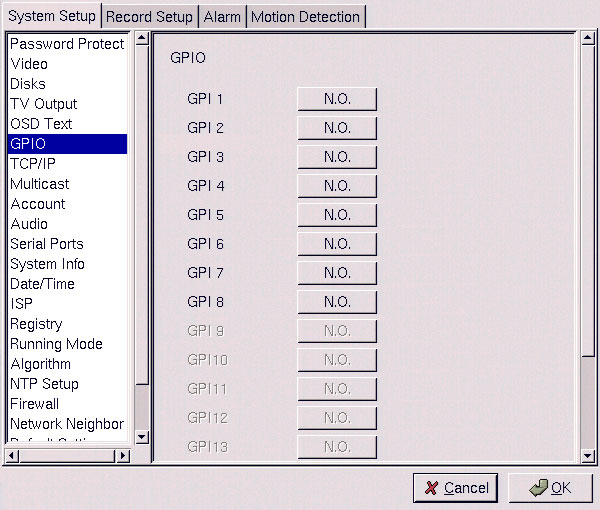 System Setup Record Setup Alarm Motion Detection
Password Protect
Video
Disks
TV Output
OSD Text
GPIO
TCP/IP
Multicast
Account
Audio
Serial Ports
System Info
Date/Time
ISP
Registry
Running Mode
Algorithm
NTP Setup
Firewall
Network Neighbor
GPIO
GPI 1 N.O.
GPI 2 N.O.
GPI 3 N.O.
GPI 4 N.O.
GPI 5 N.O.
GPI 6 N.O.
GPI 7 N.O.
GPI 8 N.O.
GPI 9 N.O.
GPI10 N.O.
GPI11 N.O.
GPI12 N.O.
GPI13 N.O.
Cancel OK